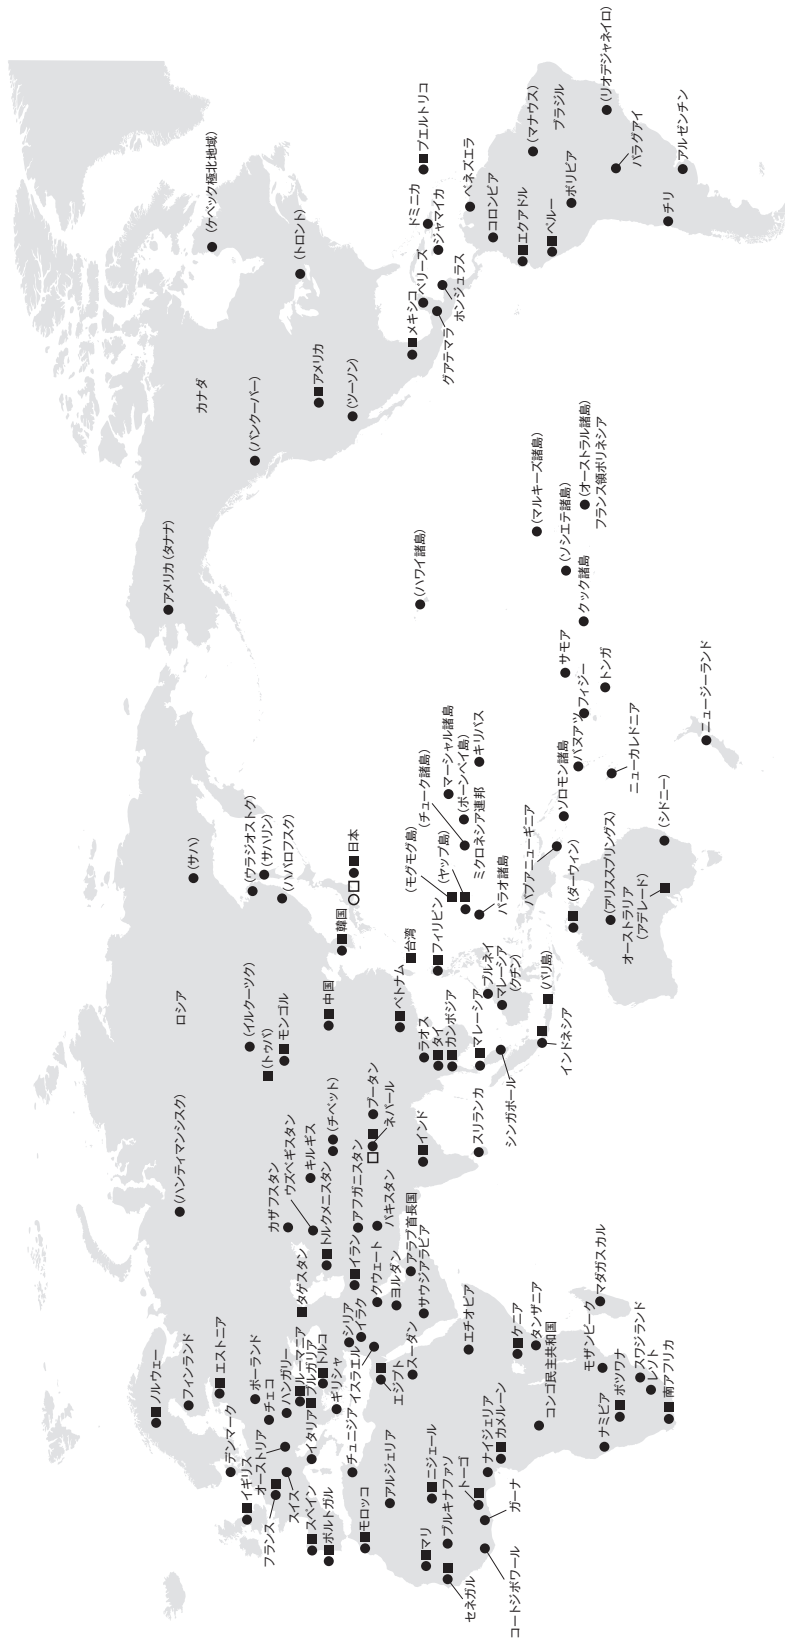 ノルウェー
フィンランド
エストニア
デンマーク
イギリス
オーストリア
フランス
スイス
スペイン
ポルトガル
ポーランド
チェコ
ハンガリー
ルーマニア
ブルガリア
イタリア
トルコ
ギリシャ
チュニジア
イスラエル
シリア
イラク
モロッコ
アルジェリア
エジプト
スーダン
マリ
ニジェール
ブルキナファソ
トーゴ
セネガル
コートジボワール
ガーナ
ナイジェリア
カメルーン
エチオピア
ケニア
タンザニア
コンゴ民主共和国
マダガスカル
モザンビーク
ナミビア
ボツワナ
スワジランド
レソト
南アフリカ
ロシア
(ハンティマンシスク)
(イルクーツク)
(トゥバ)
モンゴル
(サハ)
(ウラジオストク)
(サハリン)
(ハバロフスク)
カザフスタン
ウズベキスタン
キルギス
トルクメニスタン
タゲスタン
(チベット)
イラン
アフガニスタン
クウェート
パキスタン
ヨルダン
アラブ首長国
サウジアラビア
ブータン
ネパール
インド
スリランカ
中国
韓国
日本
台湾
ベトナム
ラオス
タイ
カンボジア
フィリピン
マレーシア
シンガポール
ブルネイ
マレーシア
(クチン)
(バリ島)
インドネシア
(モグモグ島)
(ヤップ島)
(チューク諸島)
マーシャル諸島
(ポーンペイ島)
ミクロネシア連邦
キリバス
パラオ諸島
パプアニューギニア
ソロモン諸島
(ダーウィン)
(アリススプリングス)
オーストラリア
(アデレード)
(シドニー)
バヌアツ
フィジー
サモア
トンガ
ニューカレドニア
ニュージーランド
クック諸島
(ソシエテ諸島)
(マルキーズ諸島)
(オーストラル諸島)
フランス領ポリネシア
(ハワイ諸島)
アメリカ(タナナ)
カナダ
(バンクーバー)
アメリカ
(ツーソン)
(ケベック極北地域)
(トロント)
メキシコ
ベリーズ
グアテマラ
ホンジュラス
ジャマイカ
ドミニカ
プエルトリコ
ベネズエラ
コロンビア
エクアドル
ペルー
ボリビア
(マナウス)
ブラジル
(リオデジャネイロ)
パラグアイ
アルゼンチン
チリ